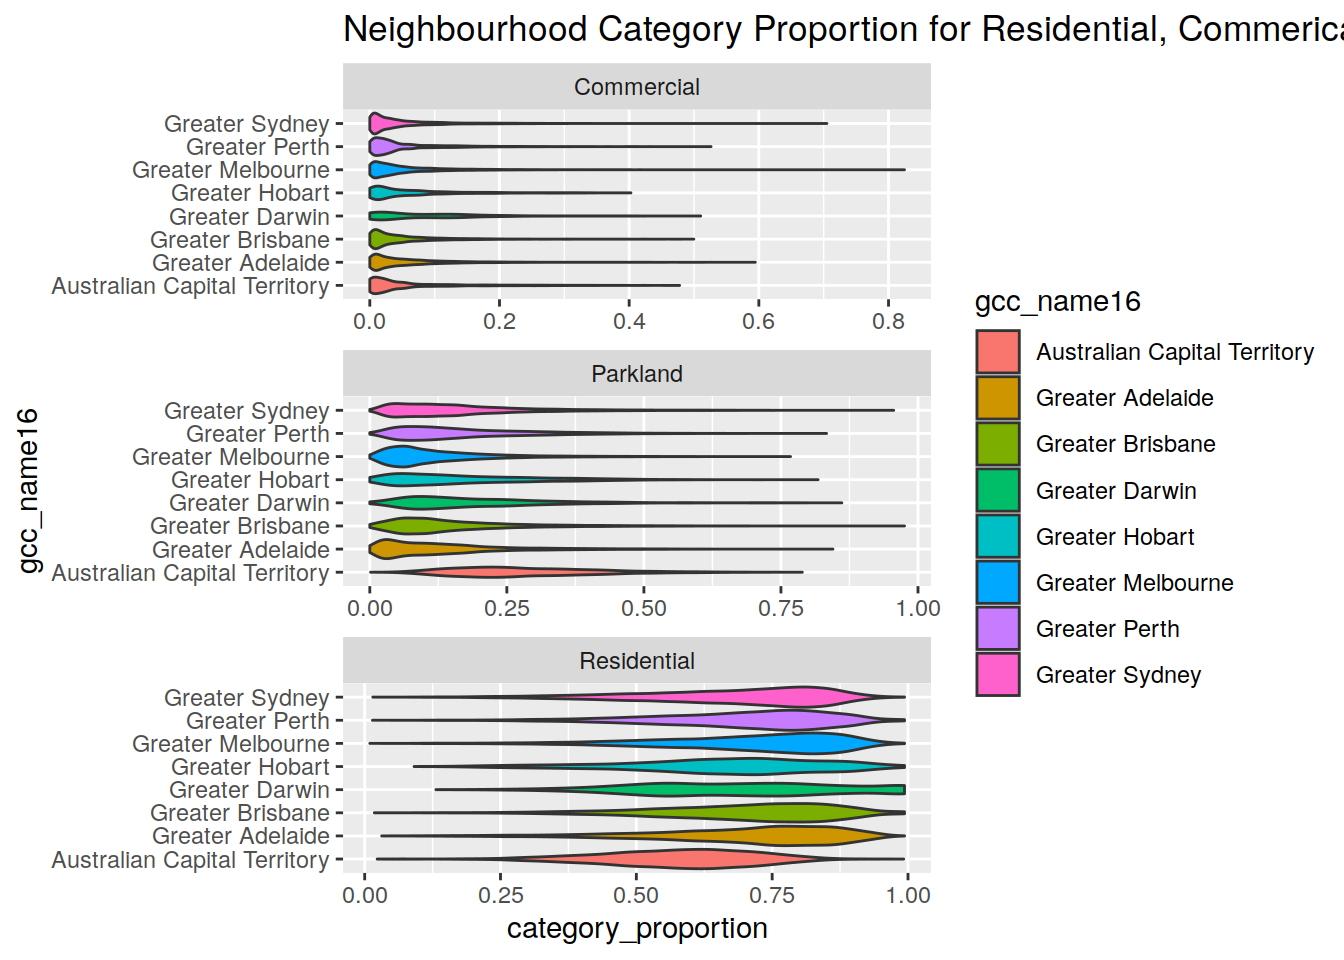 Neighbourhood Category Proportion for Residential, Commerica
Commercial
Greater Sydney
Greater Perth
Greater Melbourne
Greater Hobart
Greater Darwin
Greater Brisbane
Greater Adelaide
Australian Capital Territory
0.0 0.2 0.4 0.6 0.8
Parkland
Greater Sydney
Greater Perth
Greater Melbourne
Greater Hobart
Greater Darwin
Greater Brisbane
Greater Adelaide
Australian Capital Territory
0.00 0.25 0.50 0.75 1.00
Residential
Greater Sydney
Greater Perth
Greater Melbourne
Greater Hobart
Greater Darwin
Greater Brisbane
Greater Adelaide
Australian Capital Territory
0.00 0.25 0.50 0.75 1.00
category_proportion
gcc_name16
gcc_name16
Australian Capital Territory
Greater Adelaide
Greater Brisbane
Greater Darwin
Greater Hobart
Greater Melbourne
Greater Perth
Greater Sydney